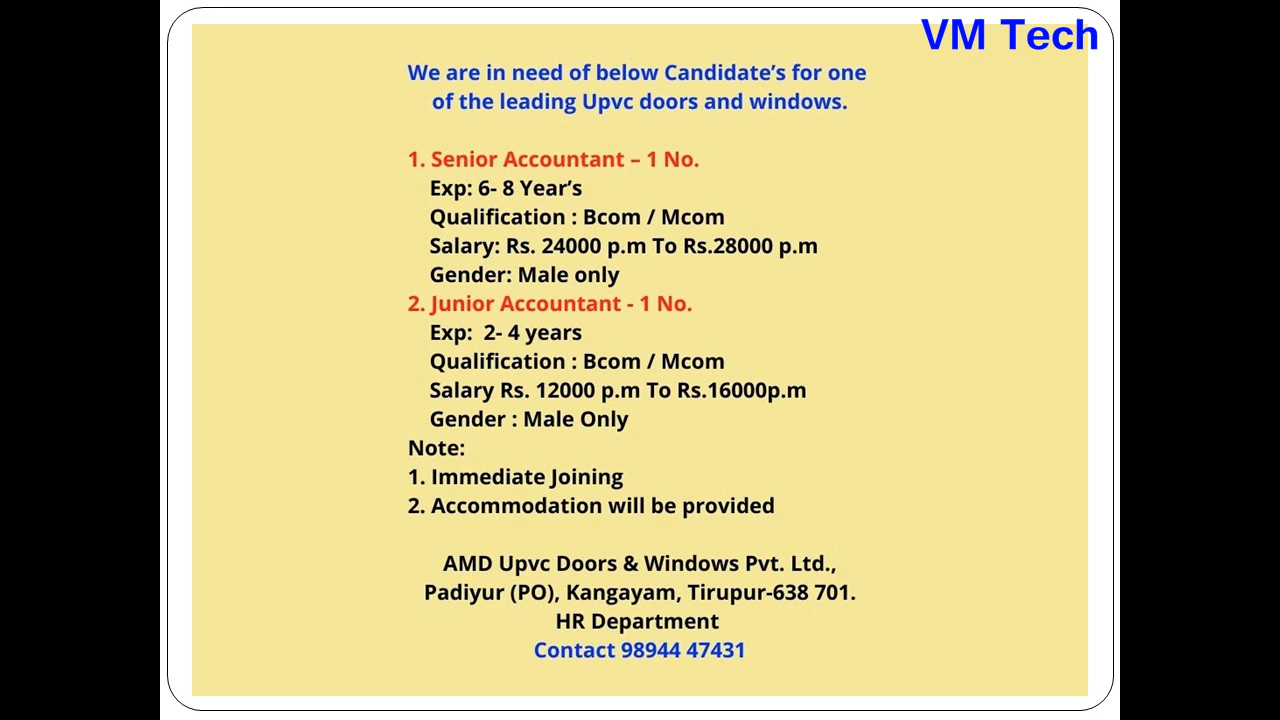 VM Tech
We are in need of below Candidate’s for one
of the leading Upvc doors and windows.
1. Senior Accountant – 1 No.
Exp: 6- 8 Year’s
Qualification : Bcom / Mcom
Salary: Rs. 24000 p.m To Rs.28000 p.m
Gender: Male only
2. Junior Accountant - 1 No.
Exp:  2- 4 years
Qualification : Bcom / Mcom
Salary Rs. 12000 p.m To Rs.16000p.m
Gender : Male Only
Note:
1. Immediate Joining
2. Accommodation will be provided
AMD Upvc Doors & Windows Pvt. Ltd.,
Padiyur (PO), Kangayam, Tirupur-638 701.
HR Department
Contact 98944 47431